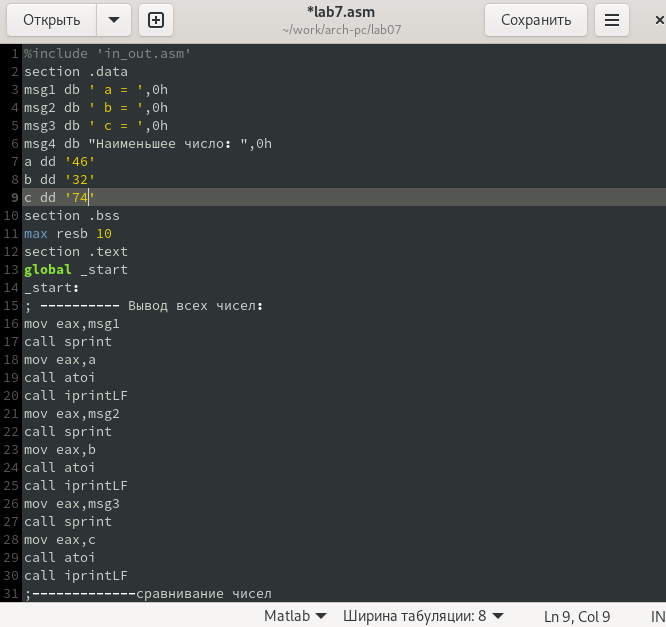 Открыть
*lab7.asm
~/work/arch-pc/lab07
Сохранить
1 %include 'in_out.asm'
2 section .data
3 msg1 db ' a = ',0h
4 msg2 db ' b = ',0h
5 msg3 db ' c = ',0h
6 msg4 db "Наименьшее число: ",0h
7 a dd '46'
8 b dd '32'
9 c dd '74'
10 section .bss
11 max resb 10
12 section .text
13 global _start
14 _start:
15 ; ---------- Вывод всех чисел:
16 mov eax,msg1
17 call sprint
18 mov eax,a
19 call atoi
20 call iprintLF
21 mov eax,msg2
22 call sprint
23 mov eax,b
24 call atoi
25 call iprintLF
26 mov eax,msg3
27 call sprint
28 mov eax,c
29 call atoi
30 call iprintLF
31 ;-------------сравнивание чисел
Matlab Ширина табуляции: 8 Ln 9, Col 9 IN